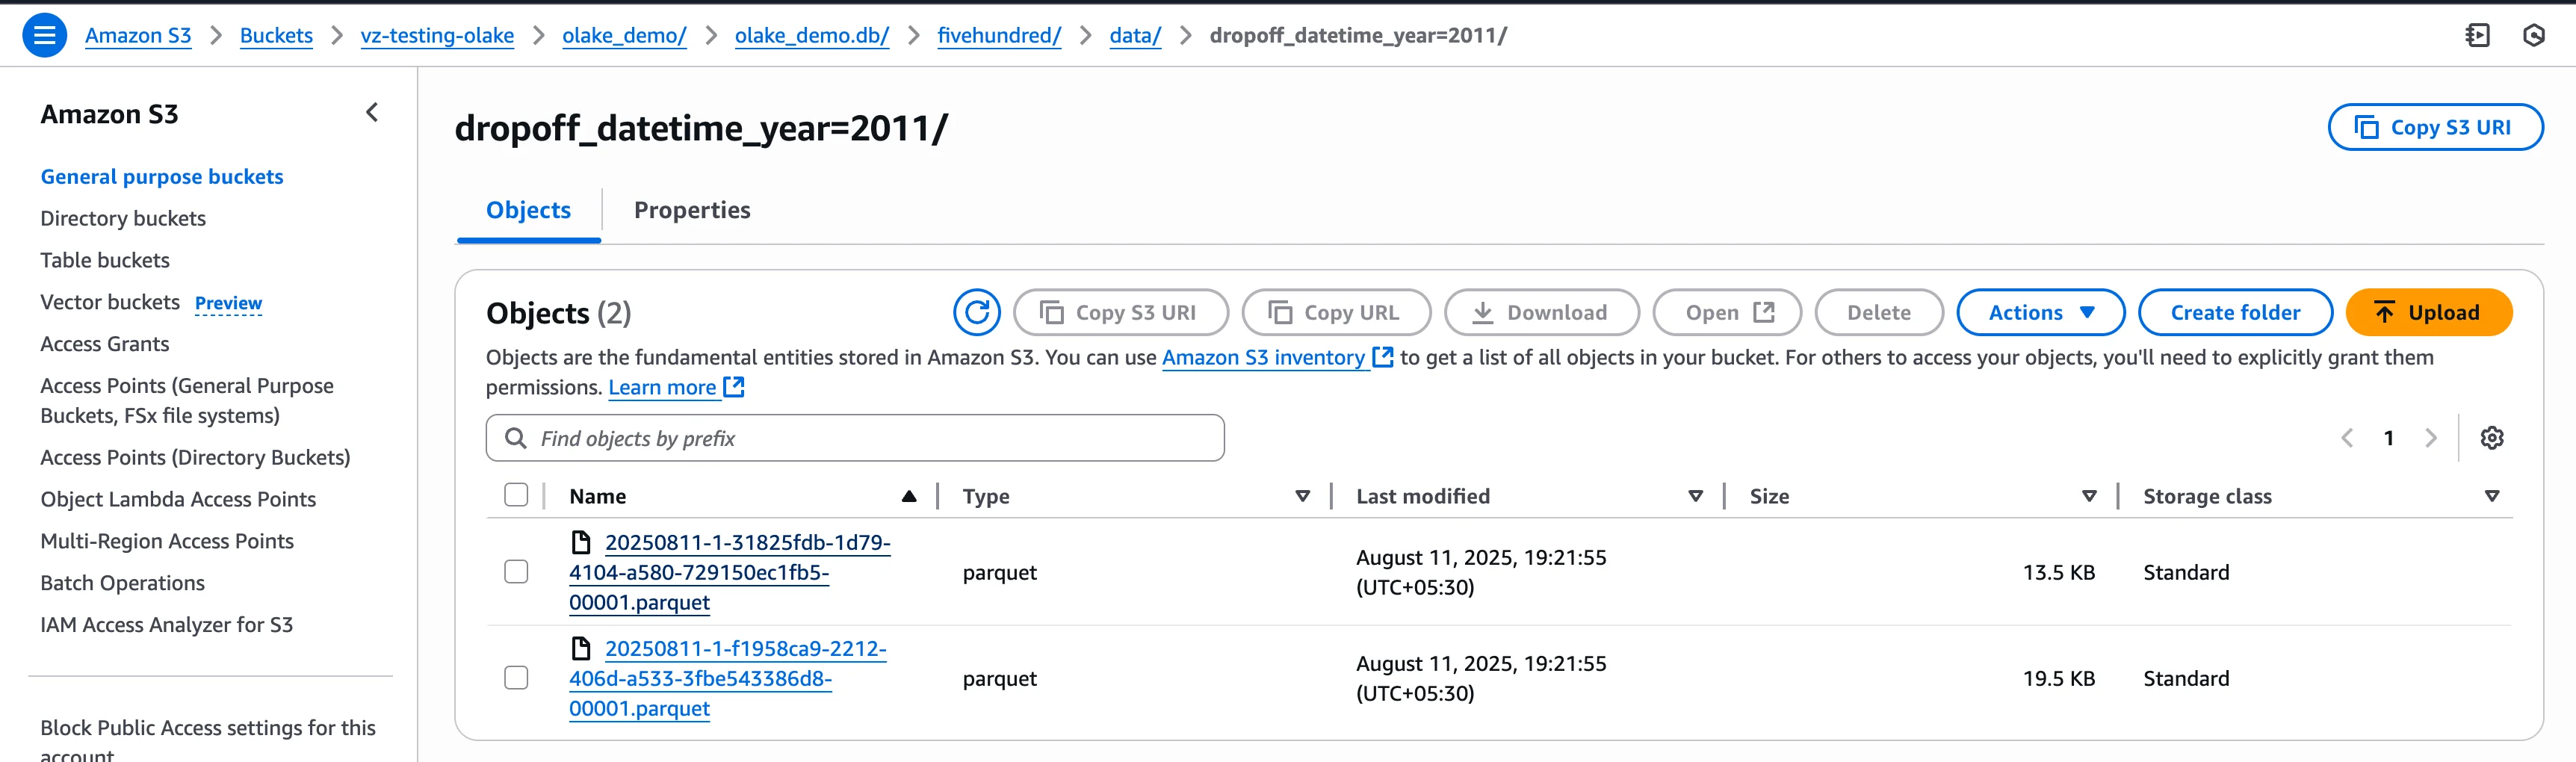 Amazon S3 > Buckets > vz-testing-olake > olake_demo/ > olake_demo.db/ > fivehundred/ > data/ > dropoff_datetime_year=2011/
Amazon S3
General purpose buckets
Directory buckets
Table buckets
Vector buckets Preview
Access Grants
Access Points (General Purpose
Buckets, FSx file systems)
Access Points (Directory Buckets)
Object Lambda Access Points
Multi-Region Access Points
Batch Operations
IAM Access Analyzer for S3
Block Public Access settings for this
account
dropoff_datetime_year=2011/
Copy S3 URI
Objects
Properties
Objects (2)
Copy S3 URI
Copy URL
Download
Open
Delete
Actions
Create folder
Upload
Objects are the fundamental entities stored in Amazon S3. You can use Amazon S3 inventory to get a list of all objects in your bucket. For others to access your objects, you'll need to explicitly grant them
permissions. Learn more
Find objects by prefix
1
Name
Type
Last modified
Size
Storage class
20250811-1-31825fdb-1d79-
4104-a580-729150ec1fb5-
00001.parquet
parquet
August 11, 2025, 19:21:55
(UTC+05:30)
13.5 KB
Standard
20250811-1-f1958ca9-2212-
406d-a533-3fbe543386d8-
00001.parquet
parquet
August 11, 2025, 19:21:55
(UTC+05:30)
19.5 KB
Standard